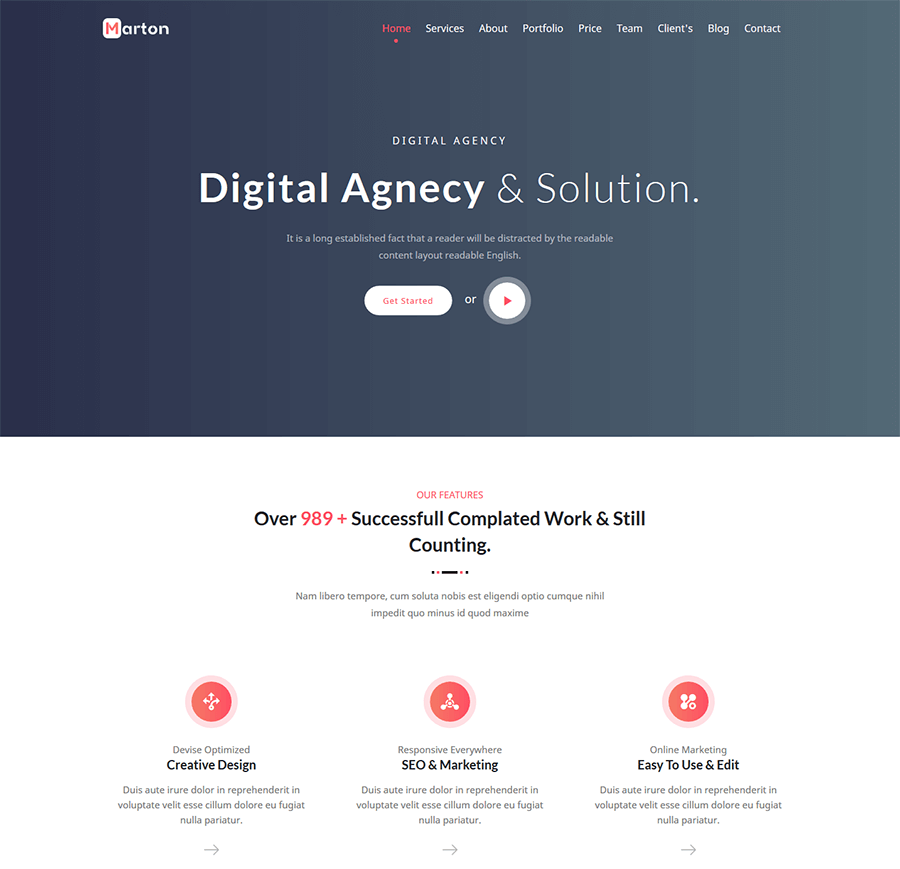 Marton
Home Services About Portfolio Price Team Client's Blog Contact
DIGITAL AGENCY
Digital Agnecy & Solution.
It is a long established fact that a reader will be distracted by the readable
content layout readable English.
Get Started or
OUR FEATURES
Over 989 + Successfull Complated Work & Still
Counting.
Nam libero tempore, cum soluta nobis est eligendi optio cumque nihil
impedit quo minus id quod maxime
Devise Optimized
Creative Design
Duis aute irure dolor in reprehenderit in
voluptate velit esse cillum dolore eu fugiat
nulla pariatur.
Responsive Everywhere
SEO & Marketing
Duis aute irure dolor in reprehenderit in
voluptate velit esse cillum dolore eu fugiat
nulla pariatur.
Online Marketing
Easy To Use & Edit
Duis aute irure dolor in reprehenderit in
voluptate velit esse cillum dolore eu fugiat
nulla pariatur.